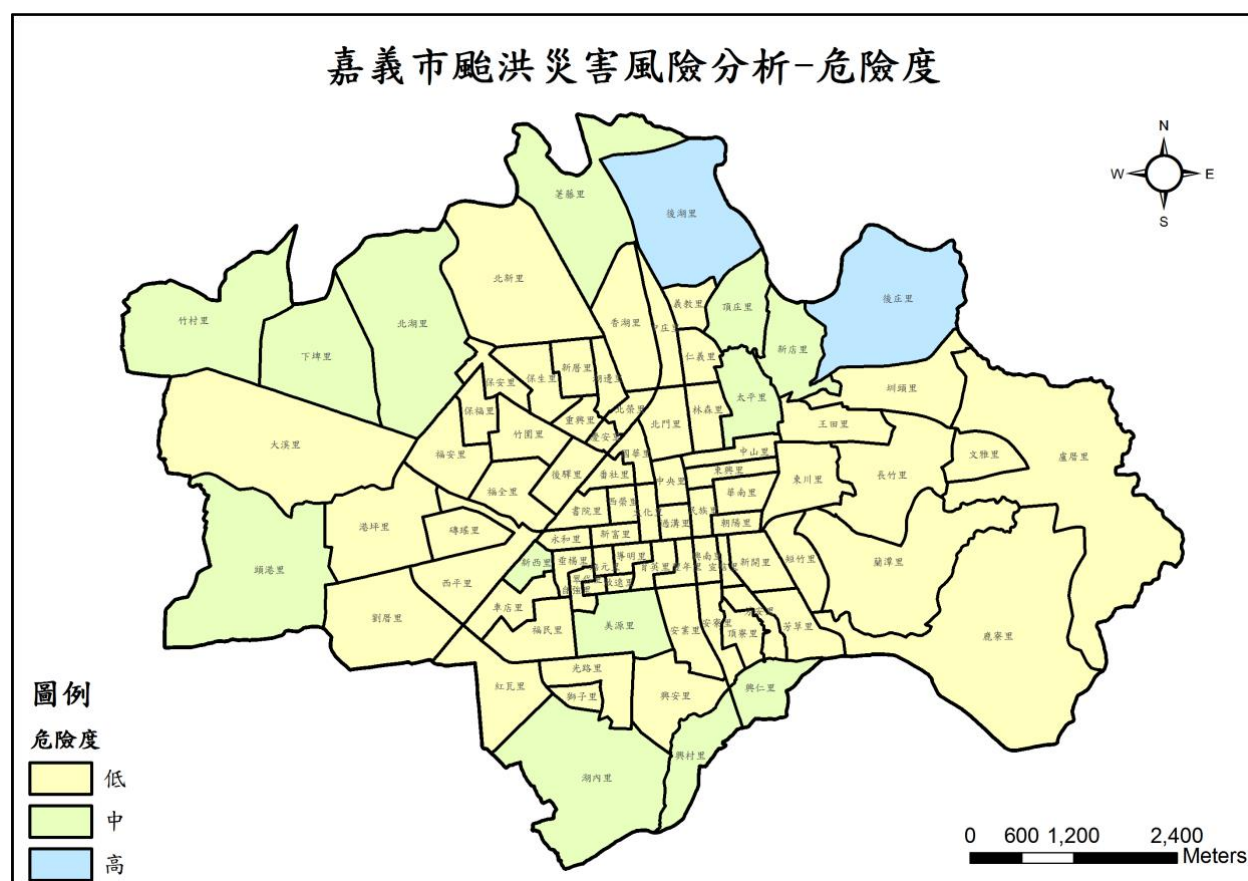 嘉義市颱洪災害風險分析-危險度
N
W
E
S
荖藤里
後湖里
北新里
後庄里
義教里
頂庄里
竹村里
北湖里
香湖里
新店里
下埤里
仁義里
新厝里
圳頭里
保安里
保生里
太平里
保福里
北榮里
林森里
重興里
北門里
王田里
大溪里
竹圍里
福安里
中山里
文雅里
盧厝里
後驛里
番社里
東興里
長竹里
東川里
福全里
中央里
華南里
西榮里
書院里
港坪里
磚磘里
新富里
朝陽里
永和里
頭港里
新西里
導明里
短竹里
新開里
蘭潭里
西平里
育英里
車店里
劉厝里
福民里
美源里
安業里
安寮里
頂寮里
芳草里
鹿寮里
光路里
紅瓦里
獅子里
興安里
興仁里
興村里
湖內里
圖例
危險度
低
中
高
0 600 1,200 2,400
Meters